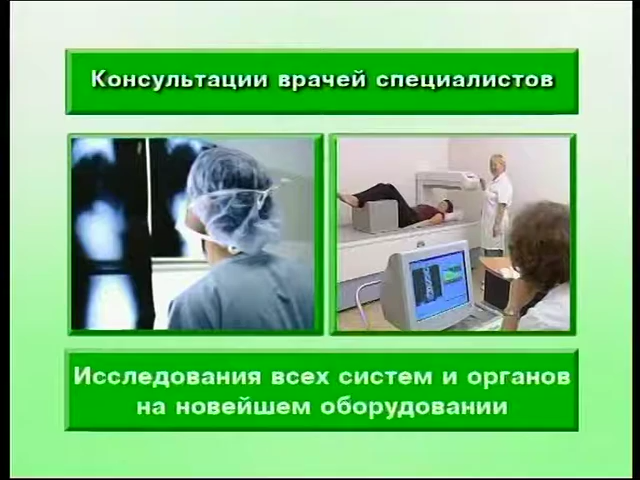 Консультации врачей специалистов
Исследования всех систем и органов
на новейшем оборудовании